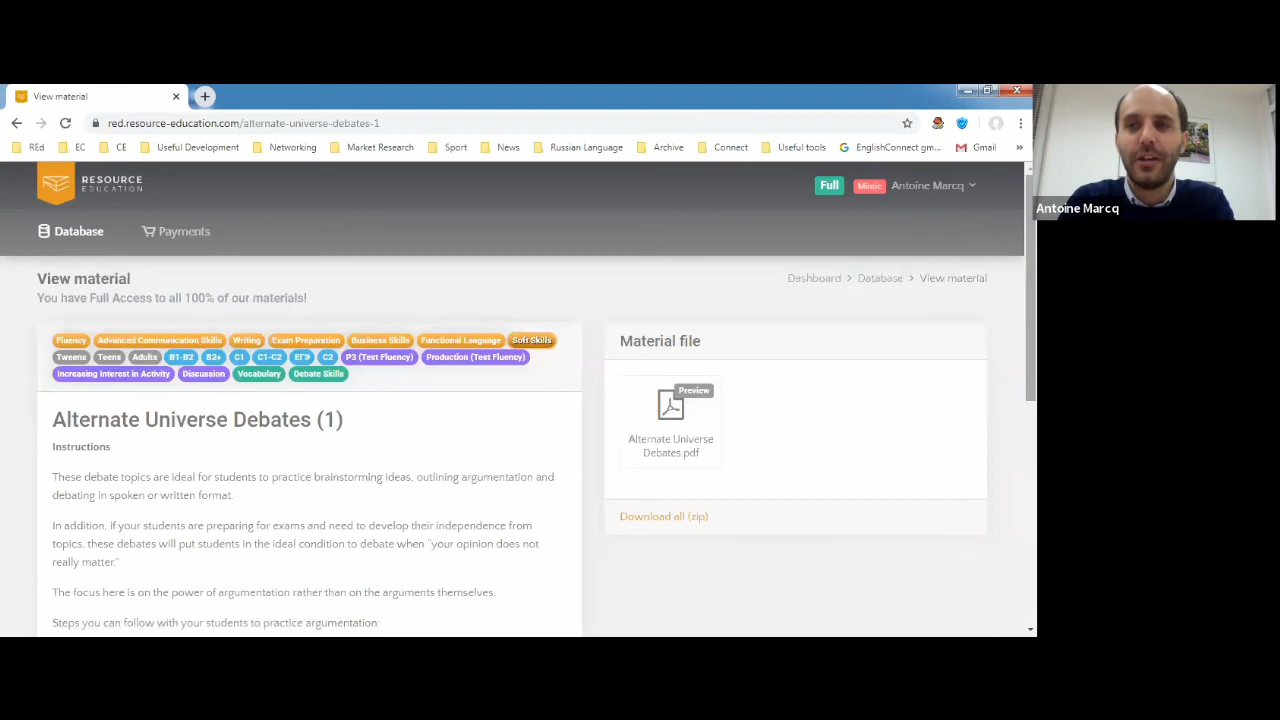 View material
red.resource-education.com/alternate-universe-debates-1
REd EC CE Useful Development Networking Market Research Sport News Russian Language Archive Connect Useful tools EnglishConnect gm... Gmail »
RESOURCE
EDUCATION
Full Mimic Antoine Marcq
Database Payments
View material
You have Full Access to all 100% of our materials!
Dashboard > Database > View material
Fluency Advanced Communication Skills Writing Exam Preparation Business Skills Functional Language Soft Skills
Tweens Teens Adults B1-B2 B2+ C1 C1-C2 ЕГЭ C2 P3 (Test Fluency) Production (Test Fluency)
Increasing Interest in Activity Discussion Vocabulary Debate Skills
Alternate Universe Debates (1)
Instructions
These debate topics are ideal for students to practice brainstorming ideas, outlining argumentation and
debating in spoken or written format.
In addition, if your students are preparing for exams and need to develop their independence from
topics, these debates will put students in the ideal condition to debate when "your opinion does not
really matter."
The focus here is on the power of argumentation rather than on the arguments themselves.
Steps you can follow with your students to practice argumentation:
Material file
Preview
Alternate Universe
Debates.pdf
Download all (zip)
Antoine Marcq